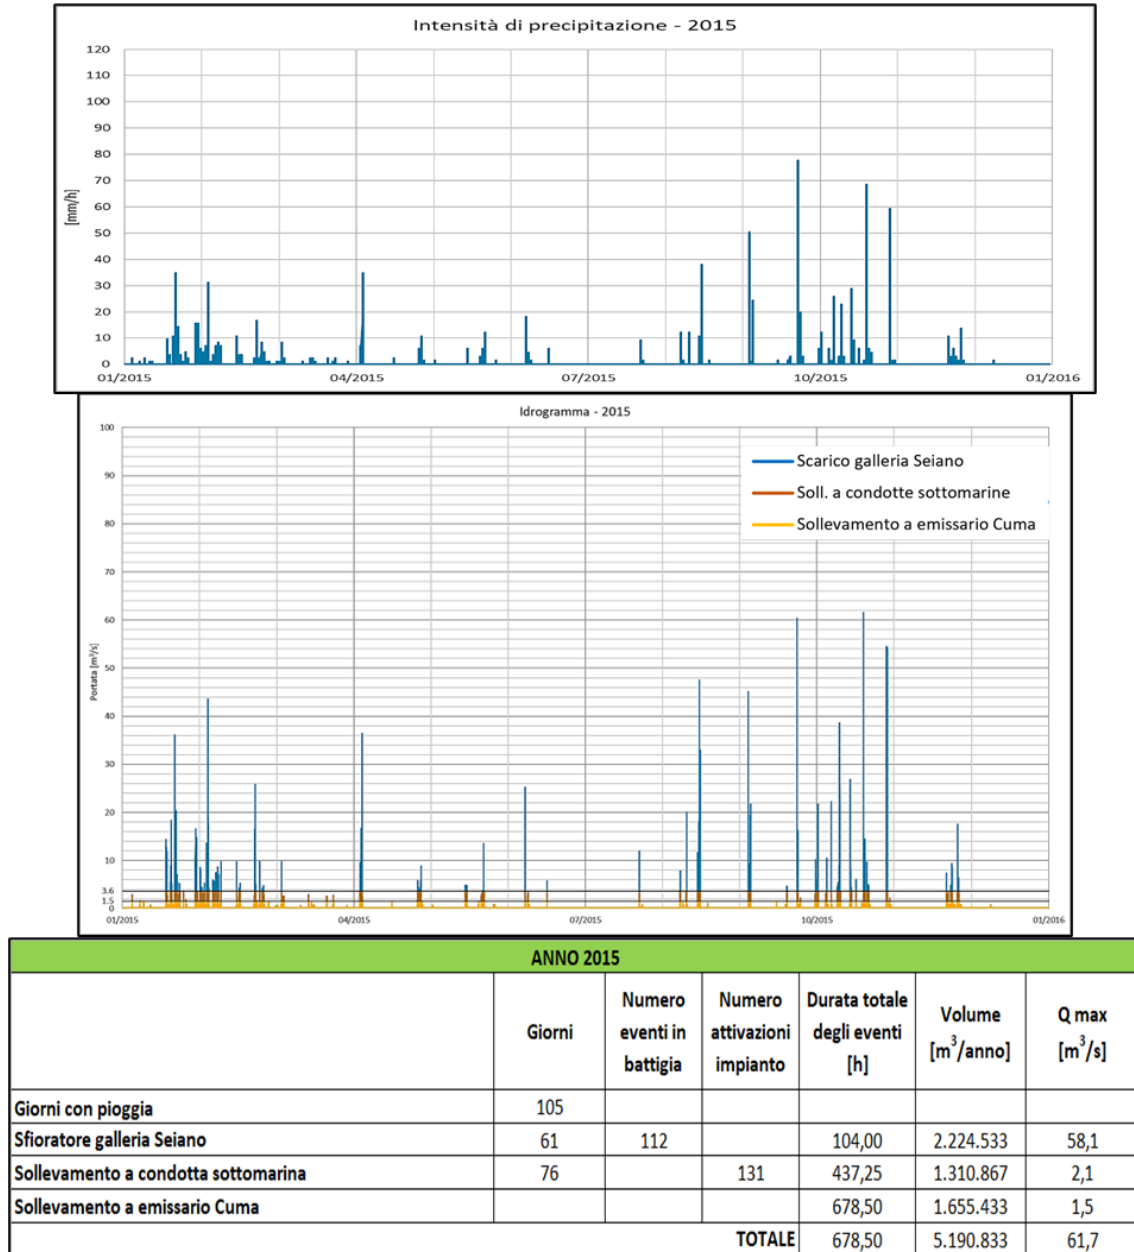 Intensità di precipitazione - 2015
120
110
100
90
80
70
60
50
40
30
20
10
0
[mm/h]
01/2015 04/2015 07/2015 10/2015 01/2016
Idrogramma - 2015
100
90
80
70
60
50
40
30
20
10
3.6
1.5
0
Portata [m³/s]
Scarico galleria Seiano
Soll. a condotte sottomarine
Sollevamento a emissario Cuma
01/2015 04/2015 07/2015 10/2015 01/2016
ANNO 2015
Giorni
Numero eventi in battigia
Numero attivazioni impianto
Durata totale degli eventi [h]
Volume [m³/anno]
Q max [m³/s]
Giorni con pioggia 105
Sfioratore galleria Seiano 61 112 104,00 2.224.533 58,1
Sollevamento a condotta sottomarina 76 131 437,25 1.310.867 2,1
Sollevamento a emissario Cuma 678,50 1.655.433 1,5
TOTALE 678,50 5.190.833 61,7